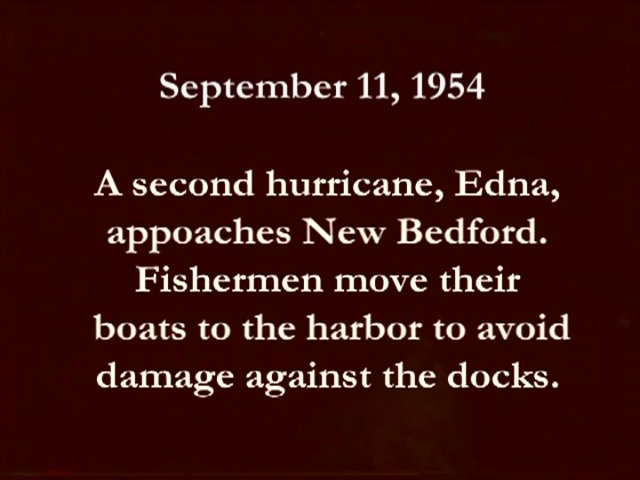 September 11, 1954
A second hurricane, Edna,
appoaches New Bedford.
Fishermen move their
boats to the harbor to avoid
damage against the docks.